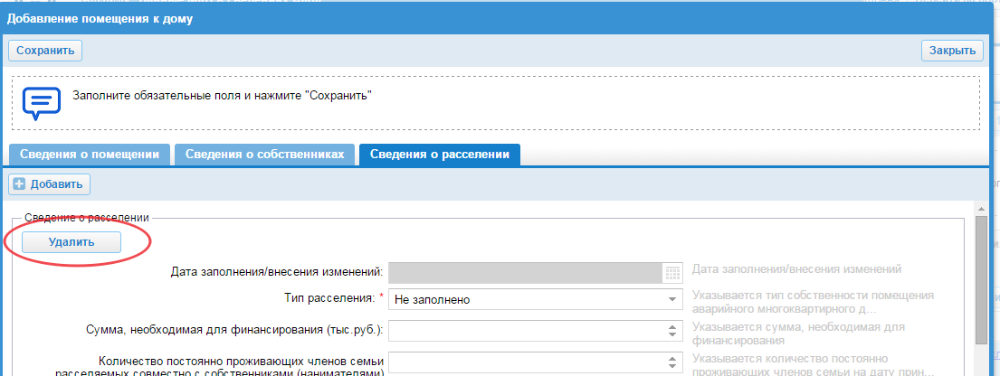 Добавление помещения к дому
Сохранить
Закрыть
Заполните обязательные поля и нажмите "Сохранить"
Сведения о помещении
Сведения о собственниках
Сведения о расселении
Добавить
Сведение о расселении
Удалить
Дата заполнения/внесения изменений:
Дата заполнения/внесения изменений
Тип расселения: *
Не заполнено
Указывается тип собственности помещения
аварийного многоквартирного д...
Сумма, необходимая для финансирования (тыс.руб.):
Указывается сумма, необходимая для
финансирования
Количество постоянно проживающих членов семьи
расселяемых совместно с собственниками (нанимателями)
Указывается количество постоянно
проживающих членов семьи на дату прин...